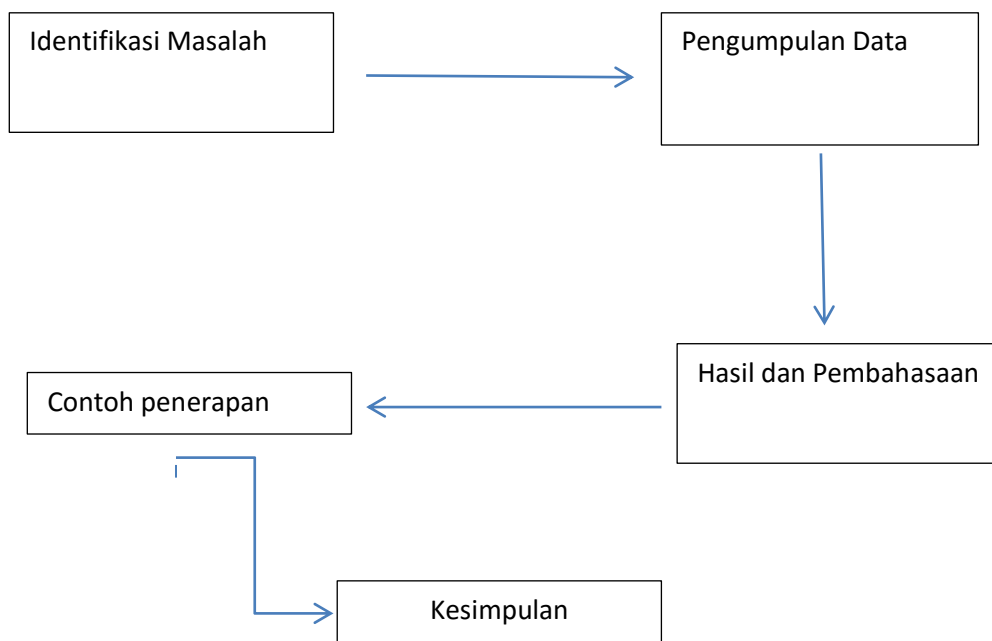 Identifikasi Masalah
Pengumpulan Data
Hasil dan Pembahasaan
Contoh penerapan
Kesimpulan